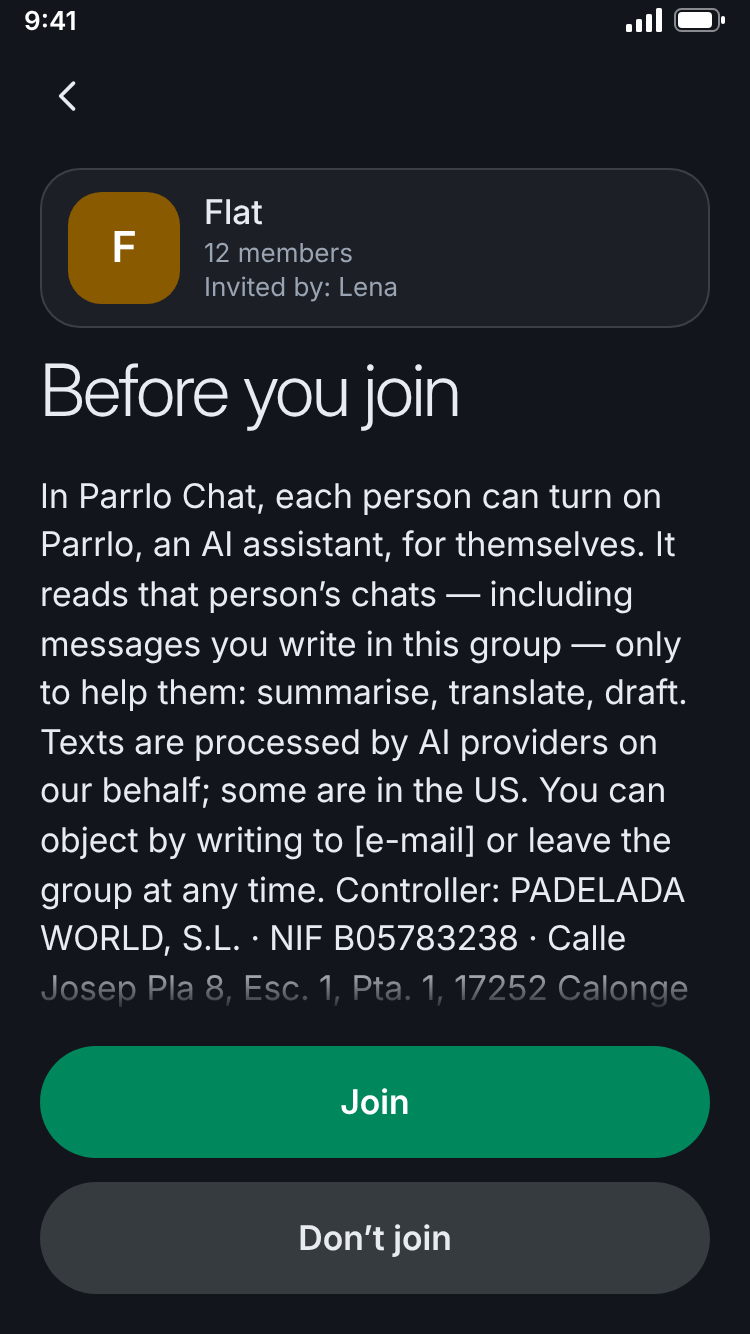 9:41
F
Flat
12 members
Invited by: Lena
Before you join
In Parrlo Chat, each person can turn on
Parrlo, an AI assistant, for themselves. It
reads that person’s chats — including
messages you write in this group — only
to help them: summarise, translate, draft.
Texts are processed by AI providers on
our behalf; some are in the US. You can
object by writing to [e-mail] or leave the
group at any time. Controller: PADELADA
WORLD, S.L. · NIF B05783238 · Calle
Josep Pla 8, Esc. 1, Pta. 1, 17252 Calonge
Join
Don’t join